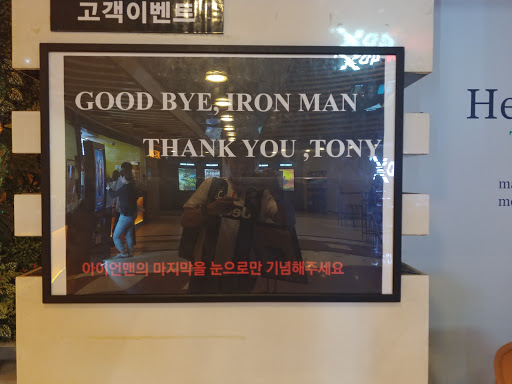 고객이벤트
GOOD BYE, IRON MAN
THANK YOU ,TONY
아이언맨의 마지막을 눈으로만 기념해주세요
He